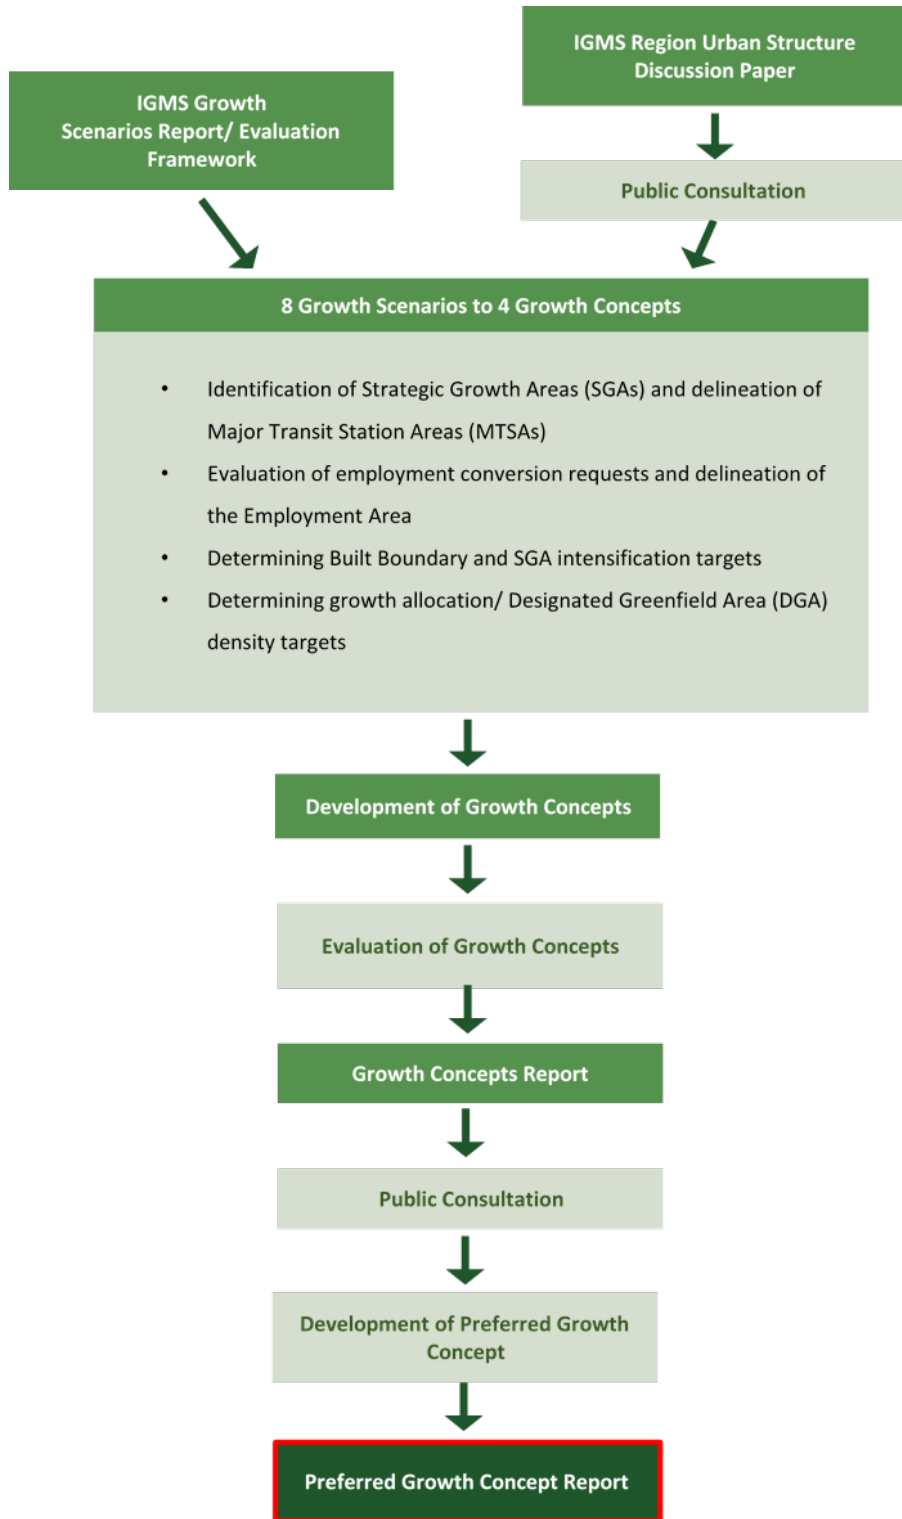 IGMS Region Urban Structure
Discussion Paper
IGMS Growth
Scenarios Report/ Evaluation
Framework
Public Consultation
8 Growth Scenarios to 4 Growth Concepts
• Identification of Strategic Growth Areas (SGAs) and delineation of
Major Transit Station Areas (MTSAs)
• Evaluation of employment conversion requests and delineation of
the Employment Area
• Determining Built Boundary and SGA intensification targets
• Determining growth allocation/ Designated Greenfield Area (DGA)
density targets
Development of Growth Concepts
Evaluation of Growth Concepts
Growth Concepts Report
Public Consultation
Development of Preferred Growth
Concept
Preferred Growth Concept Report